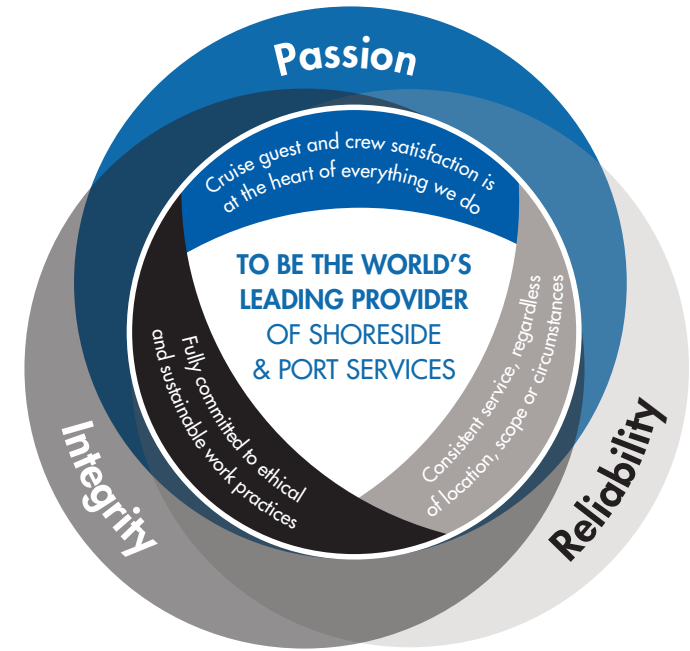 Passion
Cruise guest and crew satisfaction is
at the heart of everything we do
TO BE THE WORLD'S
LEADING PROVIDER
OF SHORESIDE
& PORT SERVICES
Fully committed to ethical
and sustainable work practices
Consistent service, regardless
of location, scope or circumstances
Integrity
Reliability